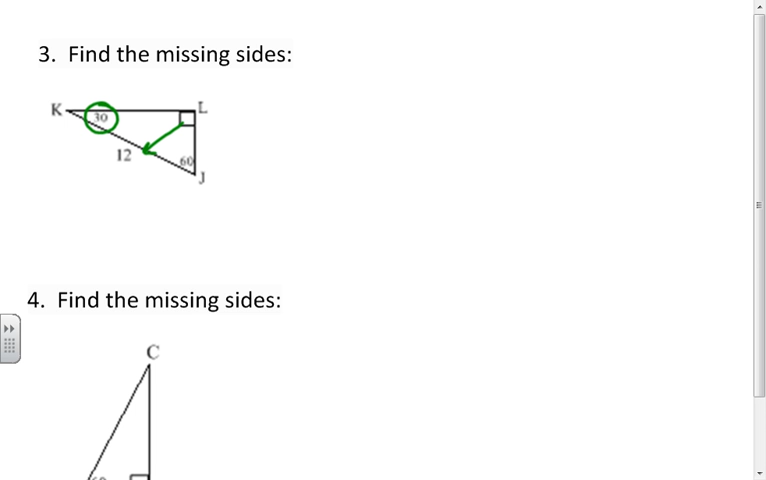 3. Find the missing sides:
K
L
30
12
60
J
4. Find the missing sides:
C